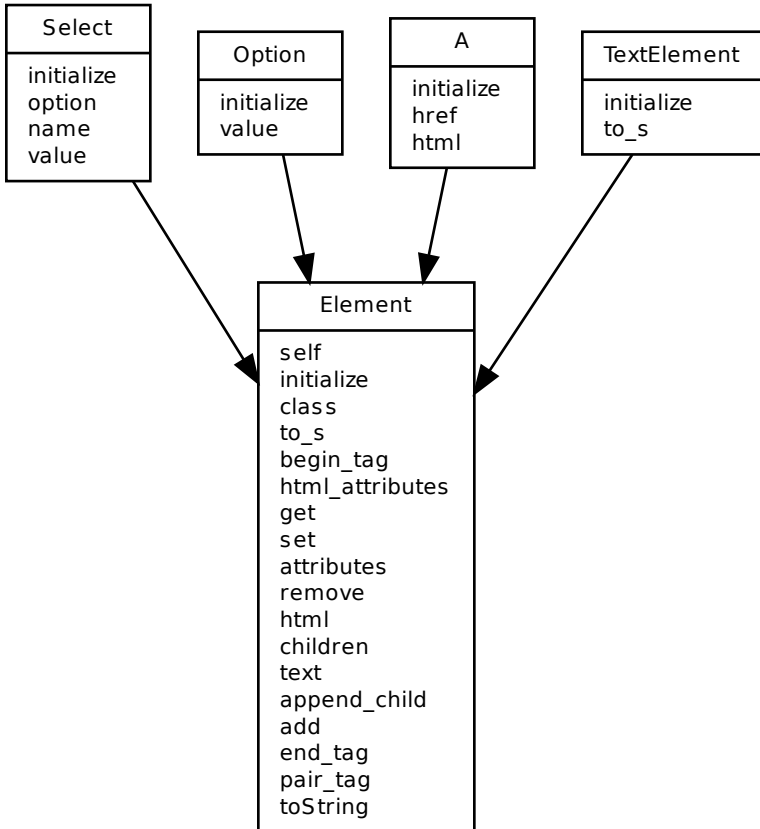 Select
initialize
option
name
value
Option
initialize
value
A
initialize
href
html
TextElement
initialize
to_s
Element
self
initialize
class
to_s
begin_tag
html_attributes
get
set
attributes
remove
html
children
text
append_child
add
end_tag
pair_tag
toString